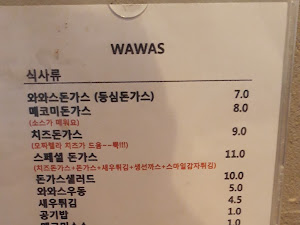 WAWAS
식사류
와와스돈가스 (등심돈가스) 7.0
매코미돈가스 8.0
(소스가 매워요)
치즈돈가스 9.0
(모짜렐라 치즈가 듬뿍~~뿍!!!)
스페셜 돈가스 11.0
(치즈돈가스+돈가스+새우튀김+생선까스+스마일감자튀김)
돈가스샐러드 10.0
와와스우동 5.0
새우튀김 4.5
공기밥 1.0